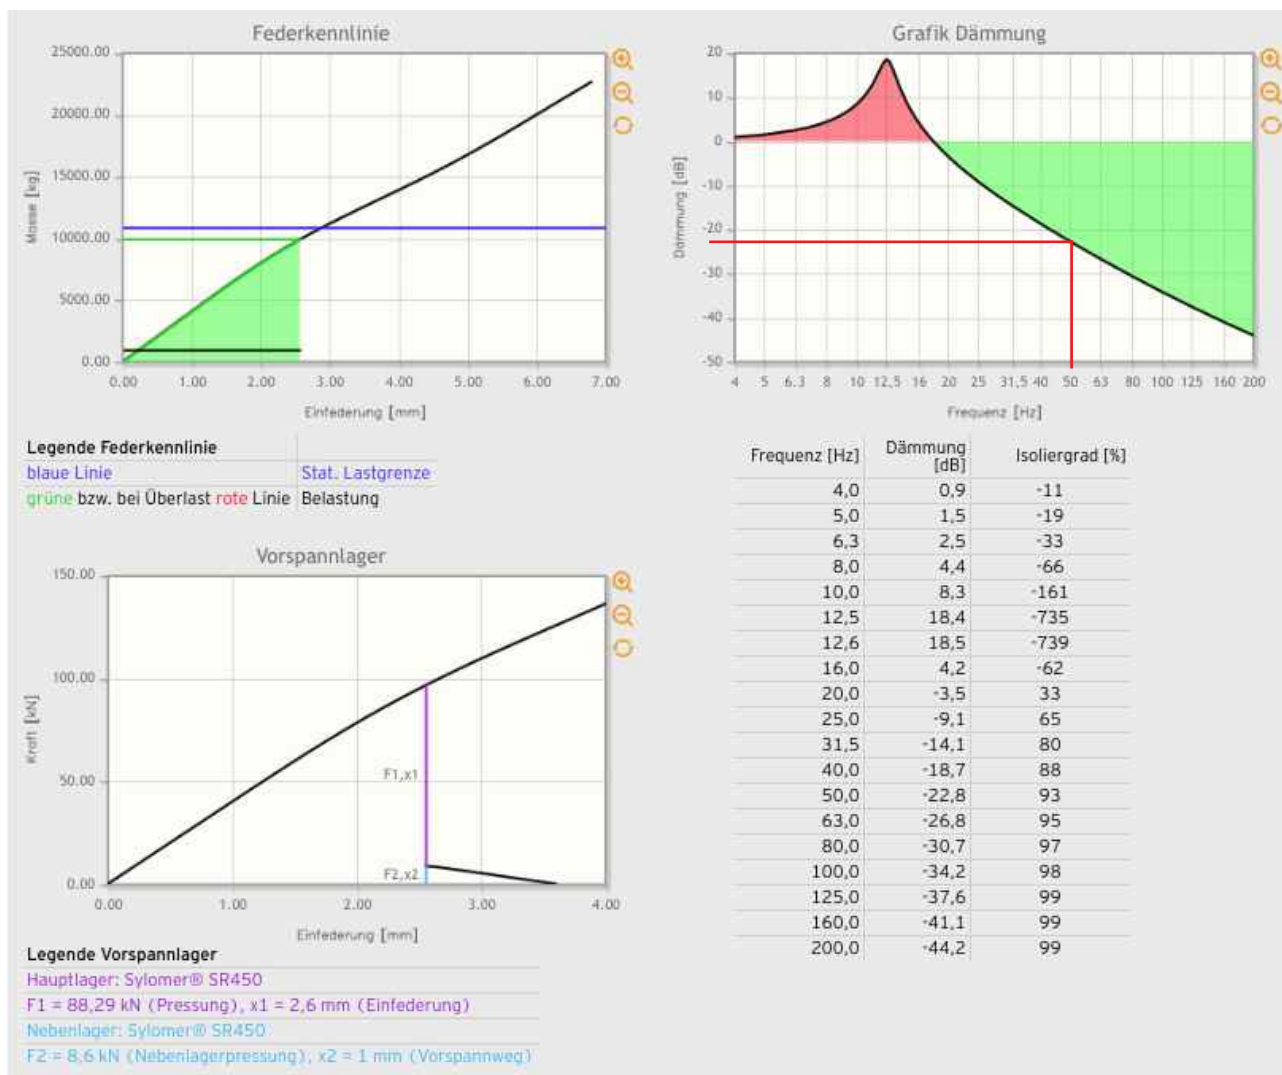 Federkennlinie
25000.00
20000.00
15000.00
10000.00
5000.00
0.00
Masse [kg]
0.00 1.00 2.00 3.00 4.00 5.00 6.00 7.00
Einfederung [mm]
Legende Federkennlinie
blaue Linie Stat. Lastgrenze
grüne bzw. bei Überlast rote Linie Belastung
Vorspannlager
150.00
100.00
50.00
0.00
Kraft [kN]
F1,x1
F2,x2
0.00 1.00 2.00 3.00 4.00
Einfederung [mm]
Legende Vorspannlager
Hauptlager: Sylomer® SR450
F1 = 88,29 kN (Pressung), x1 = 2,6 mm (Einfederung)
Nebenlager: Sylomer® SR450
F2 = 8,6 kN (Nebenlagerpressung), x2 = 1 mm (Vorspannweg)
Grafik Dämmung
20
10
0
-10
-20
-30
-40
-50
Dämmung [dB]
4 5 6.3 8 10 12,5 16 20 25 31,5 40 50 63 80 100 125 160 200
Frequenz [Hz]
Frequenz [Hz] Dämmung [dB] Isoliergrad [%]
4,0 0,9 -11
5,0 1,5 -19
6,3 2,5 -33
8,0 4,4 -66
10,0 8,3 -161
12,5 18,4 -735
12,6 18,5 -739
16,0 4,2 -62
20,0 -3,5 33
25,0 -9,1 65
31,5 -14,1 80
40,0 -18,7 88
50,0 -22,8 93
63,0 -26,8 95
80,0 -30,7 97
100,0 -34,2 98
125,0 -37,6 99
160,0 -41,1 99
200,0 -44,2 99